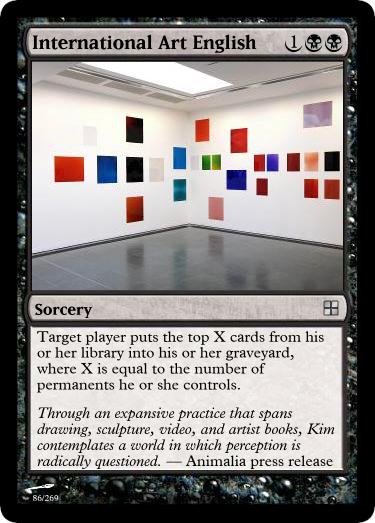 International Art English 1
Sorcery
Target player puts the top X cards from his
or her library into his or her graveyard,
where X is equal to the number of
permanents he or she controls.
Through an expansive practice that spans
drawing, sculpture, video, and artist books, Kim
contemplates a world in which perception is
radically questioned. — Animalia press release
86/269